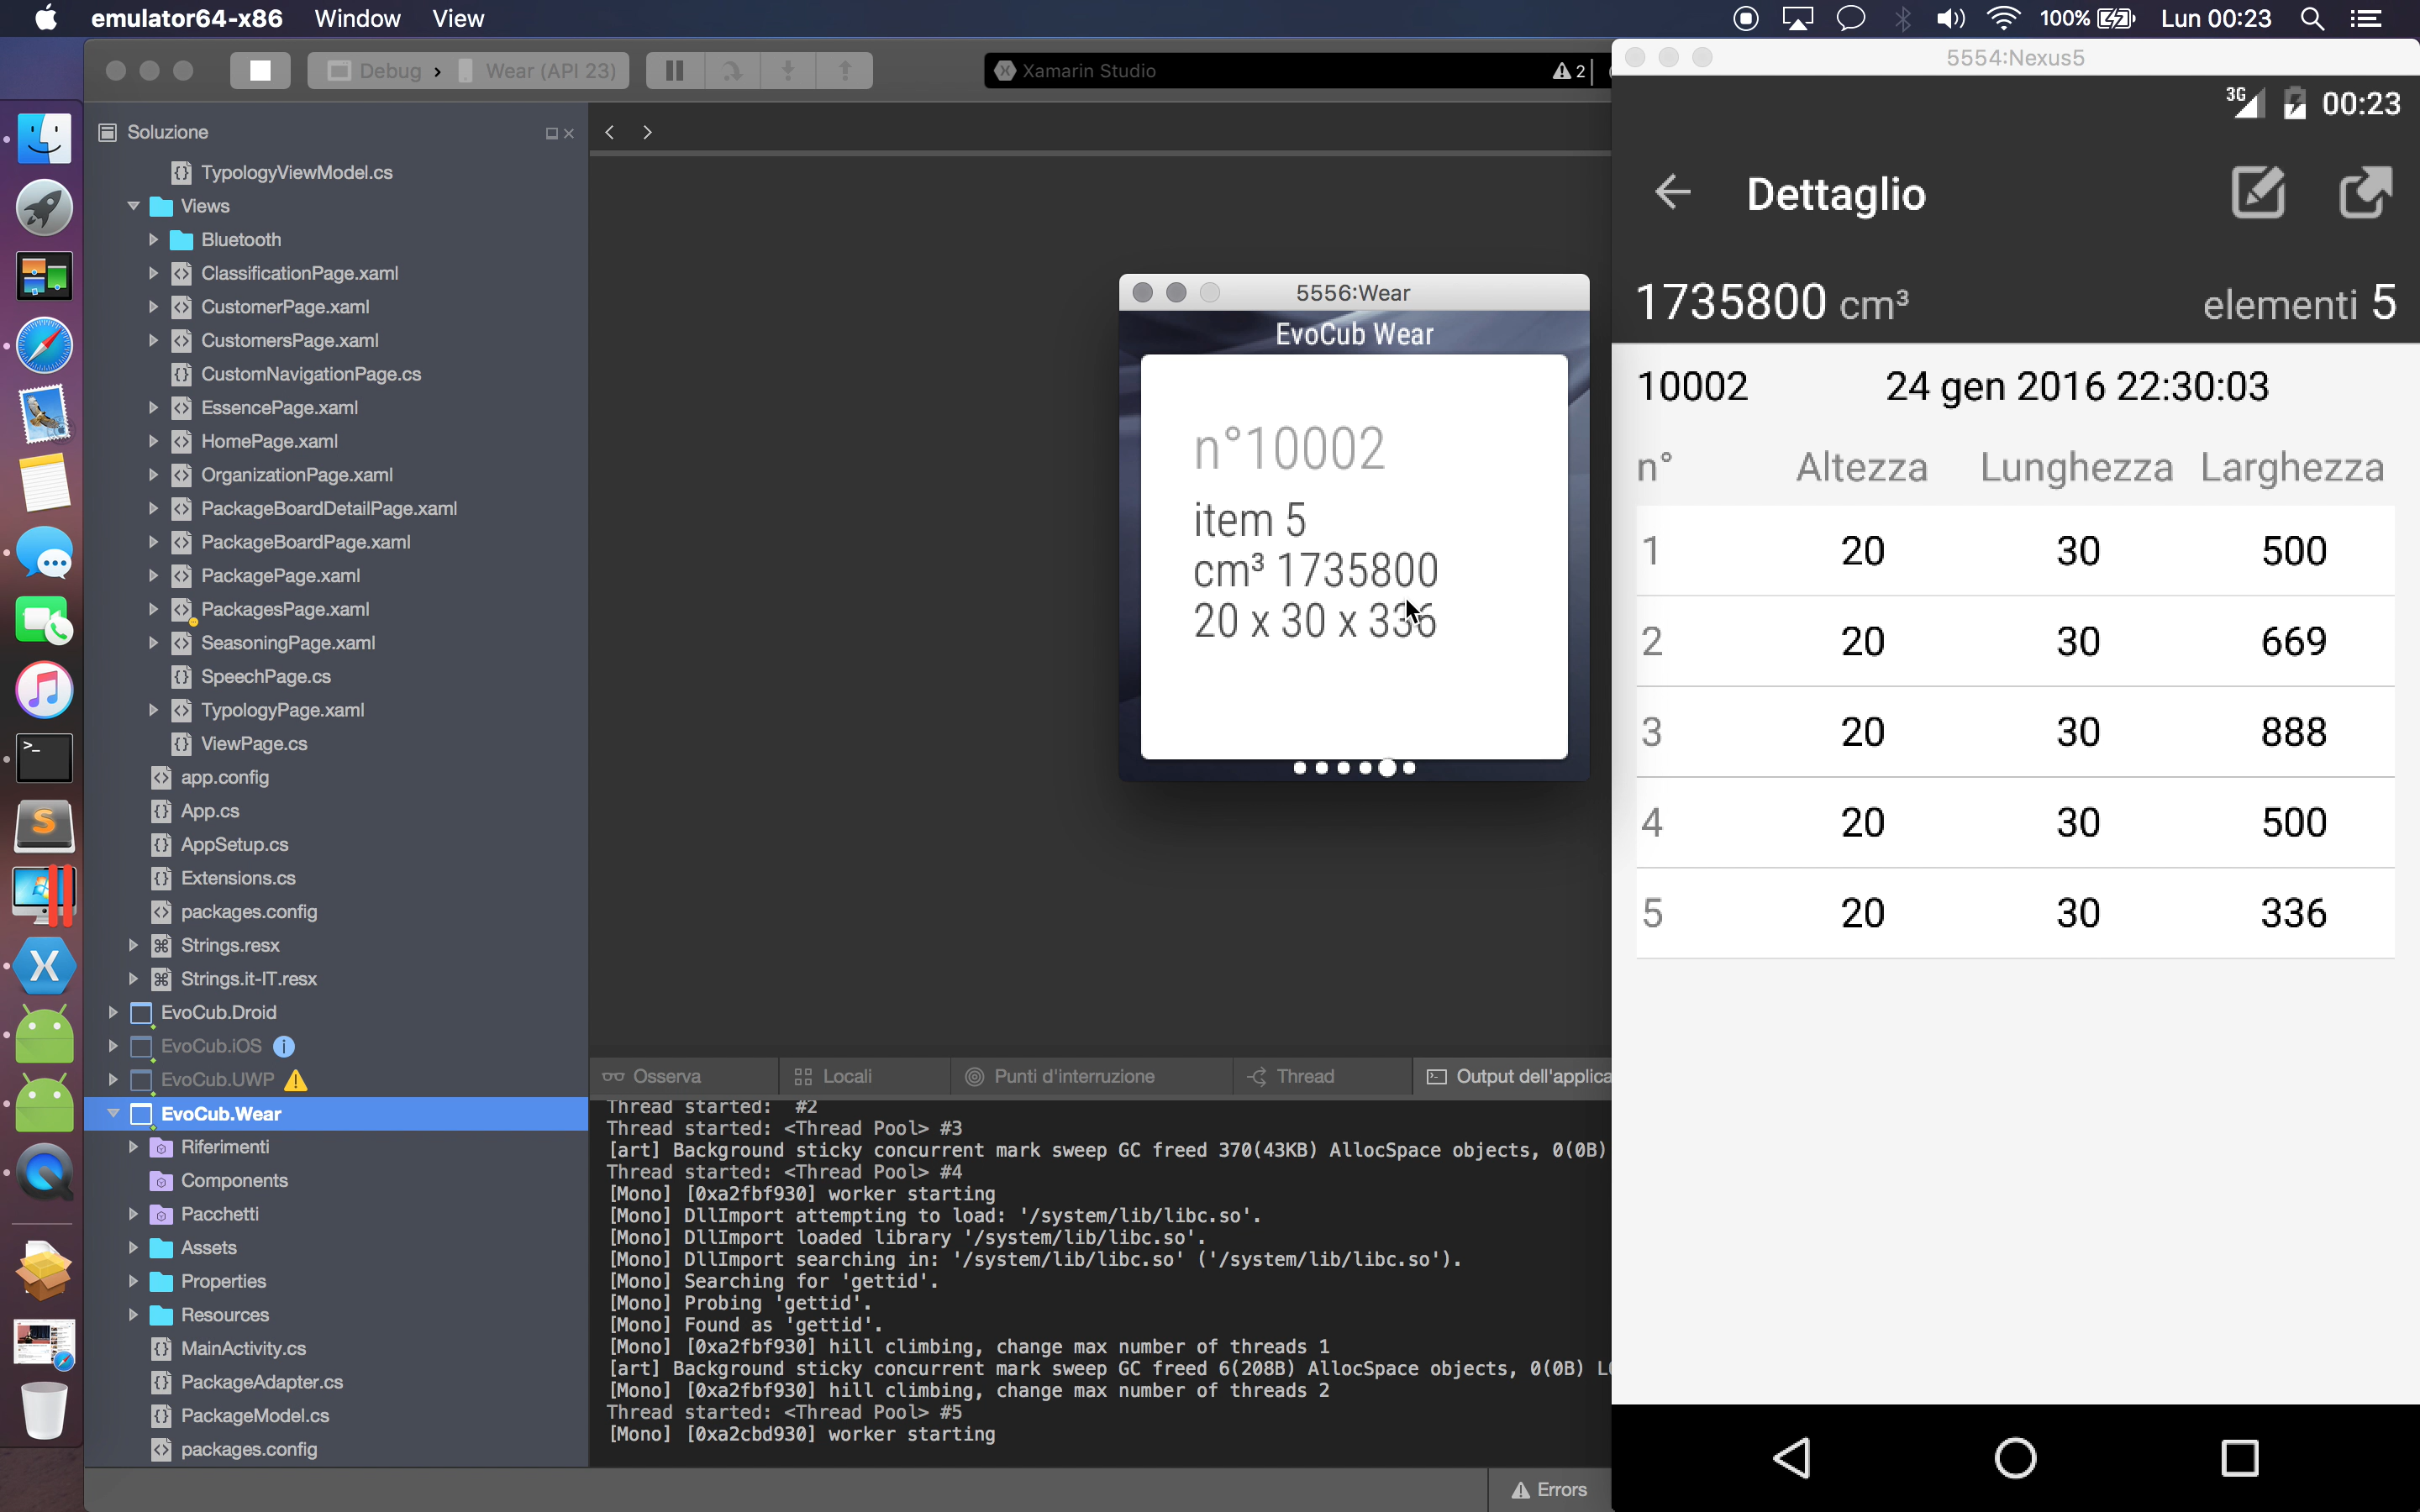 emulator64-x86 Window View
100% Lun 00:23
Debug › Wear (API 23)
Xamarin Studio
2
Soluzione
TypologyViewModel.cs
Views
Bluetooth
ClassificationPage.xaml
CustomerPage.xaml
CustomersPage.xaml
CustomNavigationPage.cs
EssencePage.xaml
HomePage.xaml
OrganizationPage.xaml
PackageBoardDetailPage.xaml
PackageBoardPage.xaml
PackagePage.xaml
PackagesPage.xaml
SeasoningPage.xaml
SpeechPage.cs
TypologyPage.xaml
ViewPage.cs
app.config
App.cs
AppSetup.cs
Extensions.cs
packages.config
Strings.resx
Strings.it-IT.resx
EvoCub.Droid
EvoCub.iOS
EvoCub.UWP
EvoCub.Wear
Riferimenti
Components
Pacchetti
Assets
Properties
Resources
MainActivity.cs
PackageAdapter.cs
PackageModel.cs
packages.config
5556:Wear
EvoCub Wear
n°10002
item 5
cm³ 1735800
20 x 30 x 336
Osserva Locali Punti d'interruzione Thread Output dell'applica
Thread started: #2
Thread started: <Thread Pool> #3
[art] Background sticky concurrent mark sweep GC freed 370(43KB) AllocSpace objects, 0(0B)
Thread started: <Thread Pool> #4
[Mono] [0xa2fbf930] worker starting
[Mono] DllImport attempting to load: '/system/lib/libc.so'.
[Mono] DllImport loaded library '/system/lib/libc.so'.
[Mono] DllImport searching in: '/system/lib/libc.so' ('/system/lib/libc.so').
[Mono] Searching for 'gettid'.
[Mono] Probing 'gettid'.
[Mono] Found as 'gettid'.
[Mono] [0xa2fbf930] hill climbing, change max number of threads 1
[art] Background sticky concurrent mark sweep GC freed 6(208B) AllocSpace objects, 0(0B) L
[Mono] [0xa2fbf930] hill climbing, change max number of threads 2
Thread started: <Thread Pool> #5
[Mono] [0xa2cbd930] worker starting
Errors
5554:Nexus5
3G 00:23
Dettaglio
1735800 cm³ elementi 5
10002 24 gen 2016 22:30:03
n° Altezza Lunghezza Larghezza
1 20 30 500
2 20 30 669
3 20 30 888
4 20 30 500
5 20 30 336